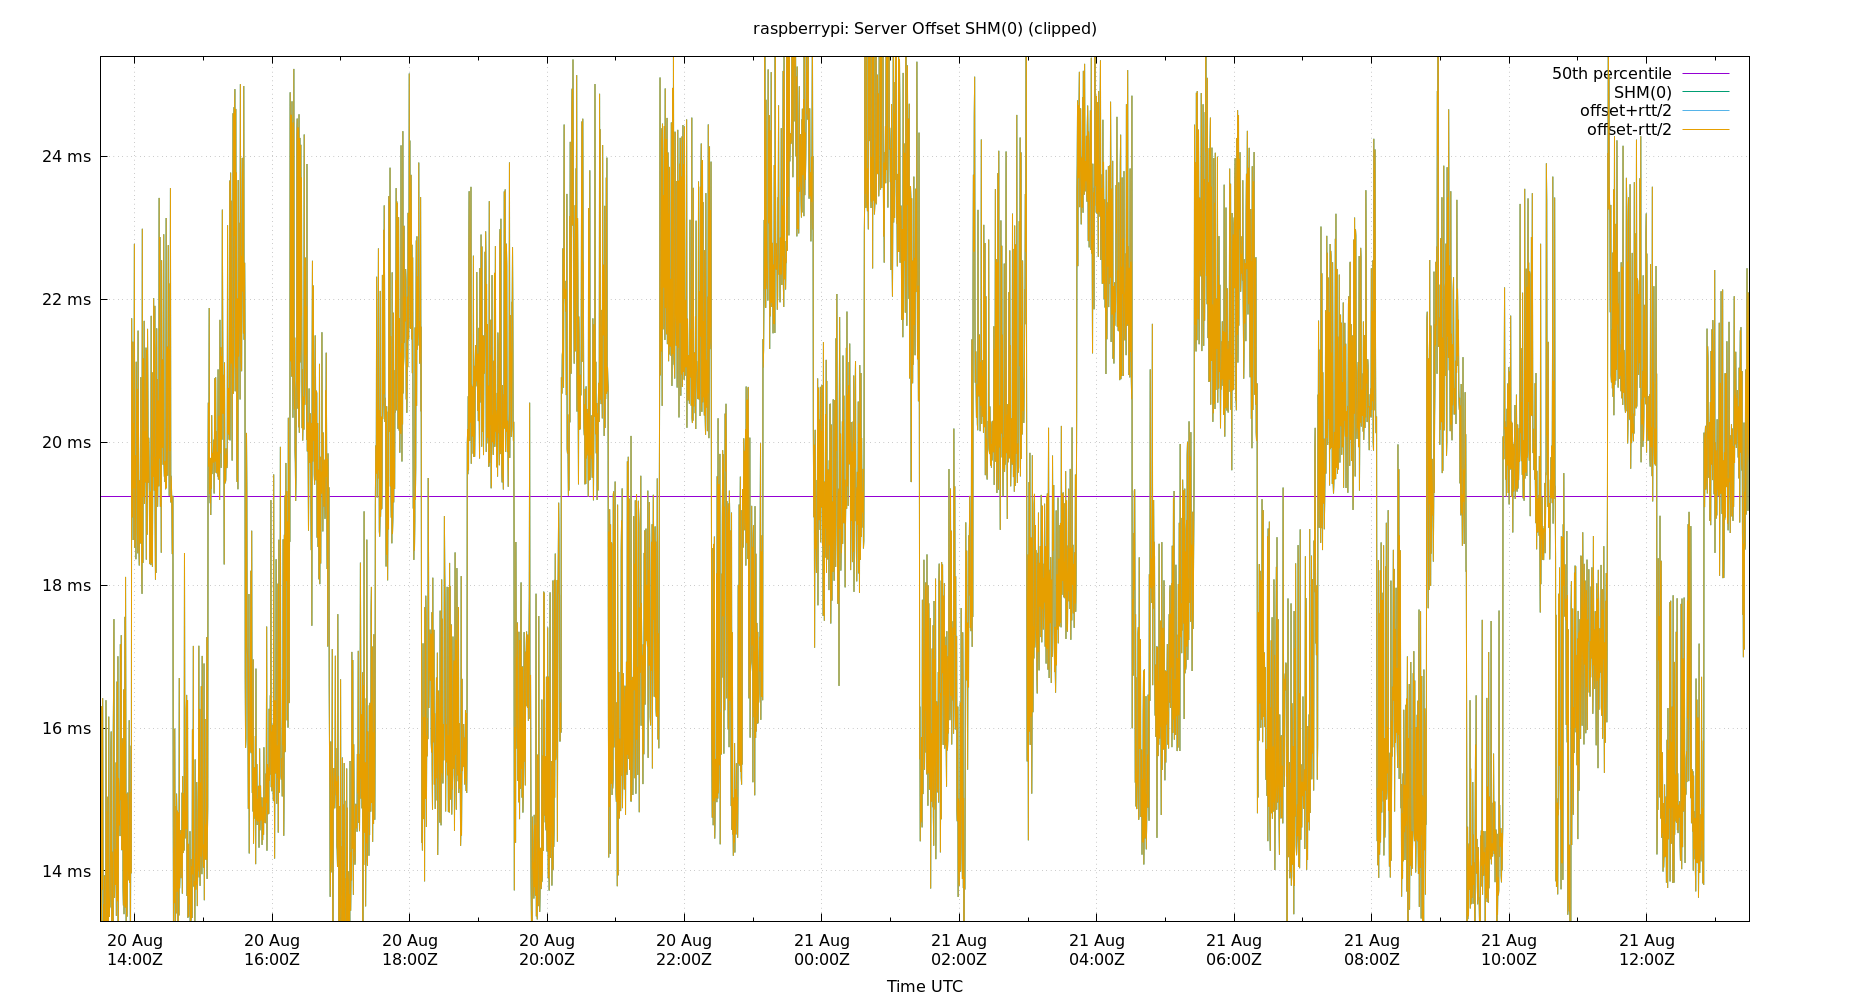 raspberrypi: Server Offset SHM(0) (clipped)
50th percentile
SHM(0)
offset+rtt/2
offset-rtt/2
24 ms
22 ms
20 ms
18 ms
16 ms
14 ms
20 Aug 20 Aug 20 Aug 20 Aug 20 Aug 21 Aug 21 Aug 21 Aug 21 Aug 21 Aug 21 Aug 21 Aug
14:00Z 16:00Z 18:00Z 20:00Z 22:00Z 00:00Z 02:00Z 04:00Z 06:00Z 08:00Z 10:00Z 12:00Z
Time UTC